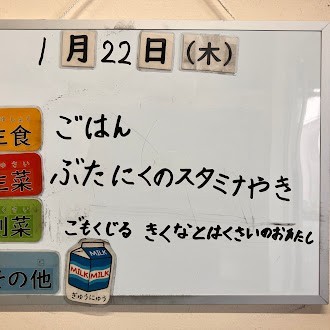 1月22日(木)
主食 ごはん
主菜 ぶたにくのスタミナやき
副菜 ごもくじる きくなとはくさいのおひたし
その他
MILK
MILK MILK
ぎゅうにゅう